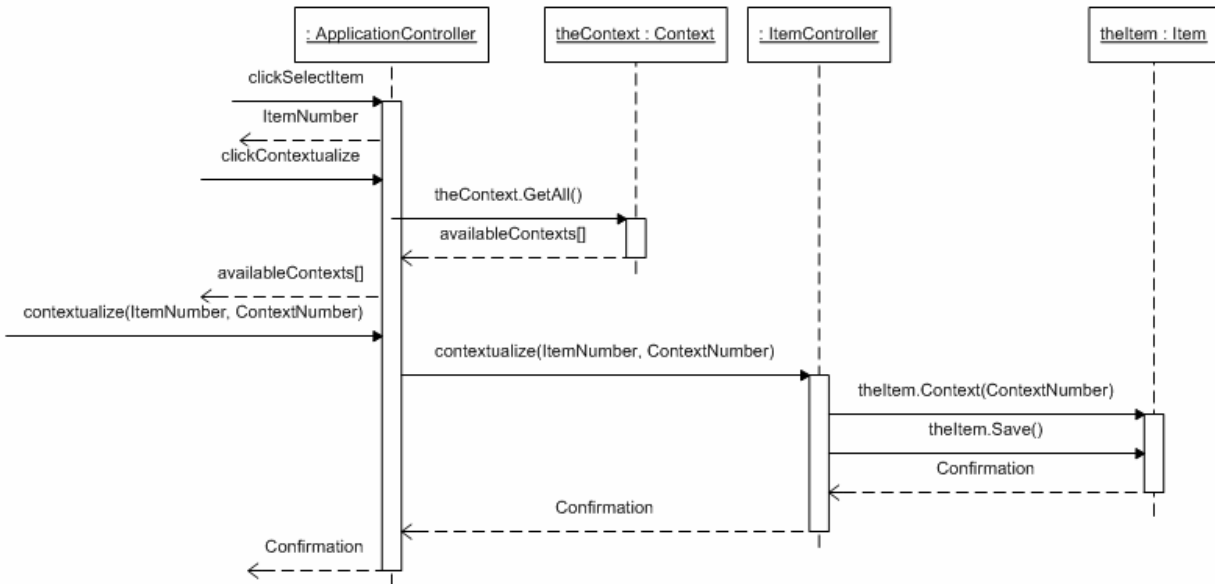 : ApplicationController
theContext : Context
: ItemController
theItem : Item
clickSelectItem
ItemNumber
clickContextualize
theContext.GetAll()
availableContexts[]
availableContexts[]
contextualize(ItemNumber, ContextNumber)
contextualize(ItemNumber, ContextNumber)
theItem.Context(ContextNumber)
theItem.Save()
Confirmation
Confirmation
Confirmation